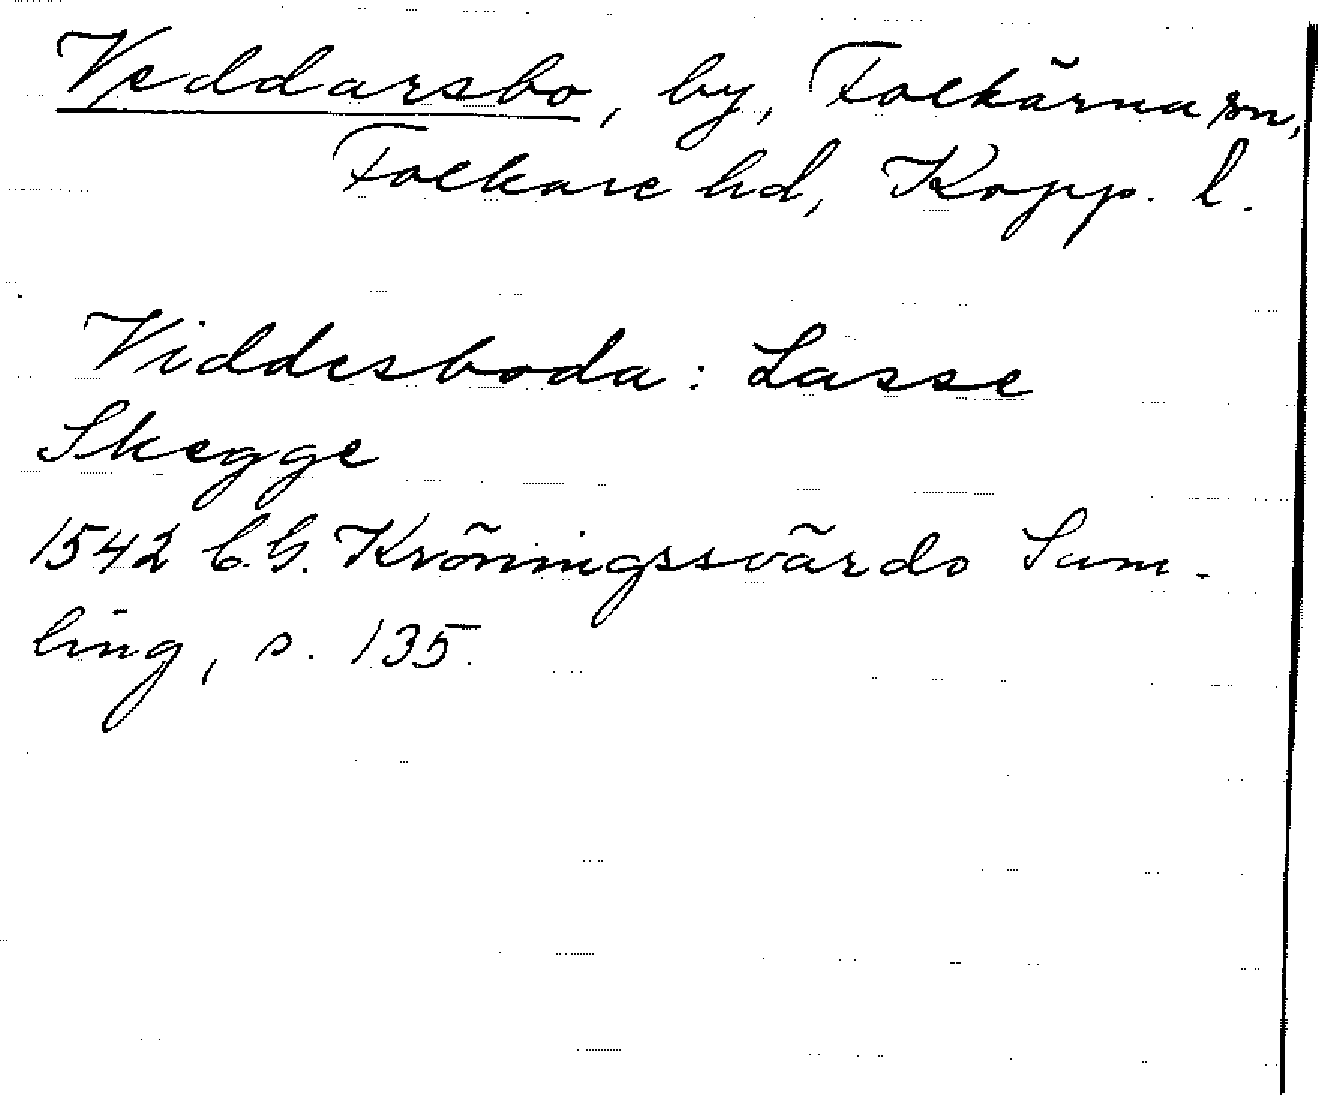 Veddarsbo, by, Folkärna sn,
Folkare hd, Kopp. l.
Viddesboda: Lasse
Skegge
1542 C.G. Kröningssvärds Sam-
ling, s. 135.